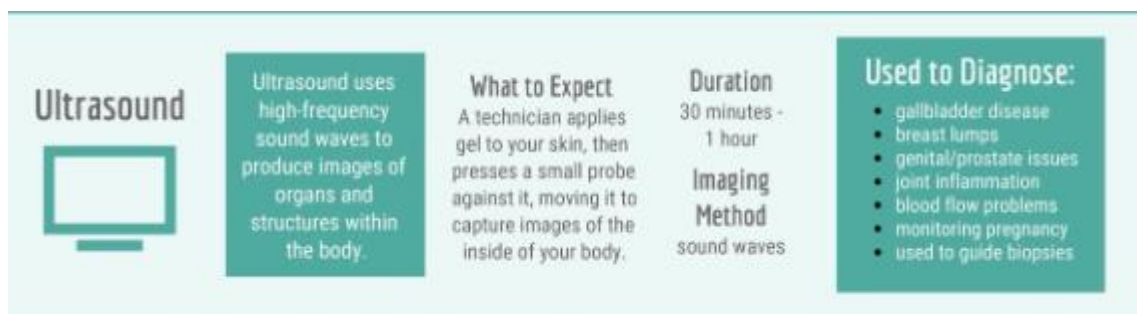 Ultrasound
Ultrasound uses
high-frequency
sound waves to
produce images of
organs and
structures within
the body.
What to Expect
A technician applies
gel to your skin, then
presses a small probe
against it, moving it to
capture images of the
inside of your body.
Duration
30 minutes -
1 hour
Imaging
Method
sound waves
Used to Diagnose:
• gallbladder disease
• breast lumps
• genital/prostate issues
• joint inflammation
• blood flow problems
• monitoring pregnancy
• used to guide biopsies